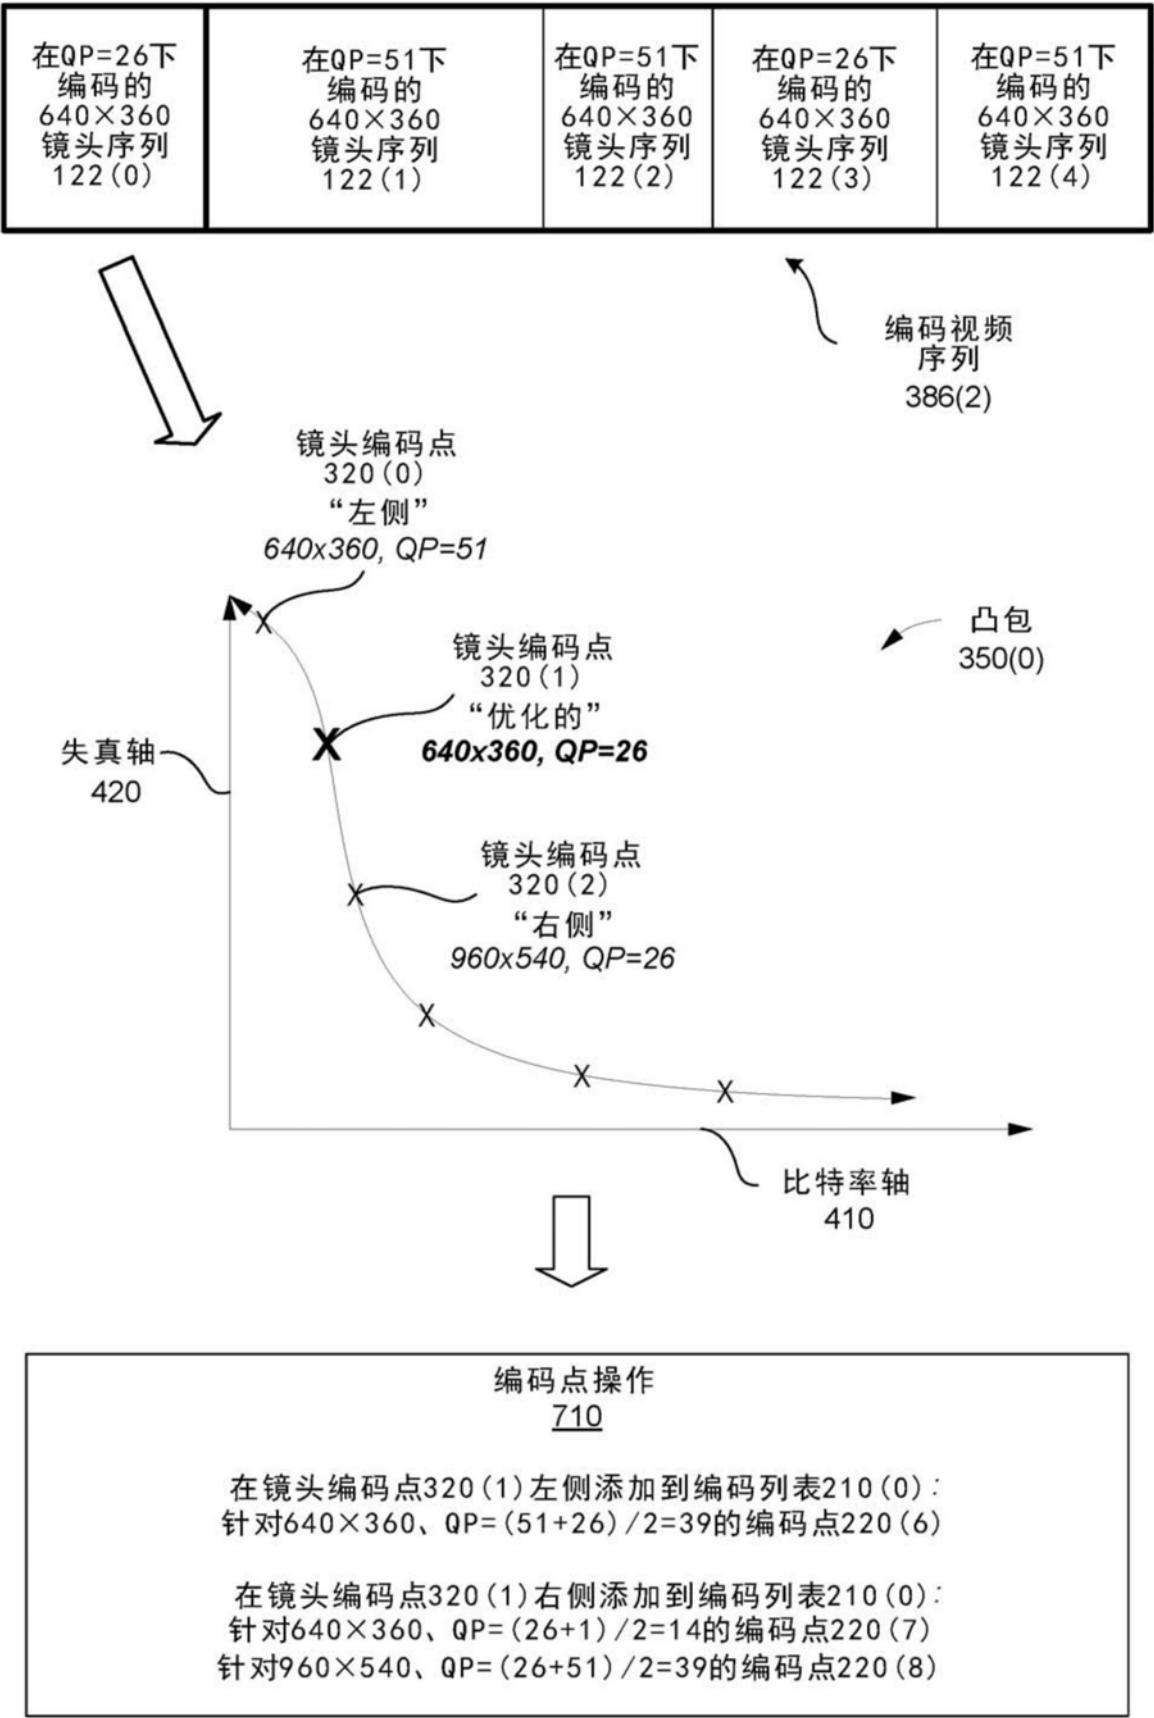 在QP=26下
编码的
640×360
镜头序列
122(0)
在QP=51下
编码的
640×360
镜头序列
122(1)
在QP=51下
编码的
640×360
镜头序列
122(2)
在QP=26下
编码的
640×360
镜头序列
122(3)
在QP=51下
编码的
640×360
镜头序列
122(4)
编码视频
序列
386(2)
镜头编码点
320(0)
“左侧”
640x360, QP=51
凸包
350(0)
镜头编码点
320(1)
“优化的”
640x360, QP=26
失真轴
420
镜头编码点
320(2)
“右侧”
960x540, QP=26
比特率轴
410
编码点操作
710
在镜头编码点320(1)左侧添加到编码列表210(0):
针对640×360、QP=(51+26)/2=39的编码点220(6)
在镜头编码点320(1)右侧添加到编码列表210(0):
针对640×360、QP=(26+1)/2=14的编码点220(7)
针对960×540、QP=(26+51)/2=39的编码点220(8)